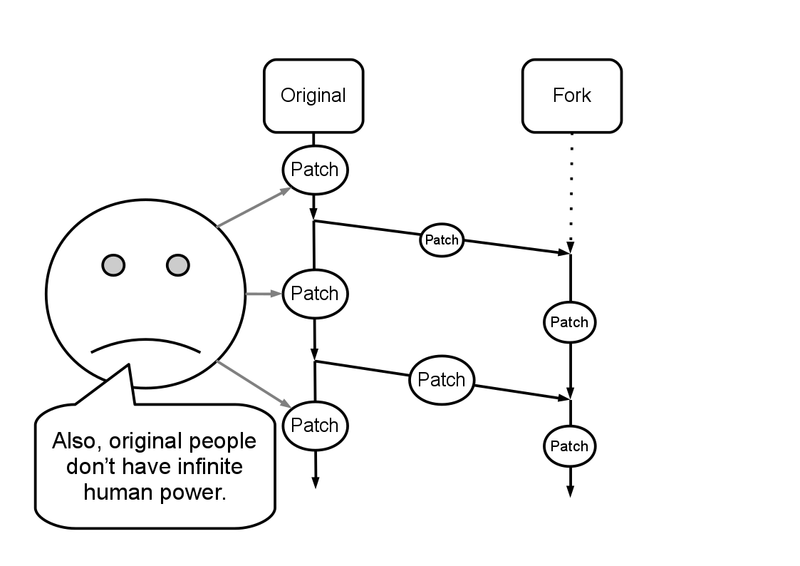 Original
Fork
Patch
Patch
Patch
Patch
Patch
Patch
Patch
Also, original people
don't have infinite
human power.